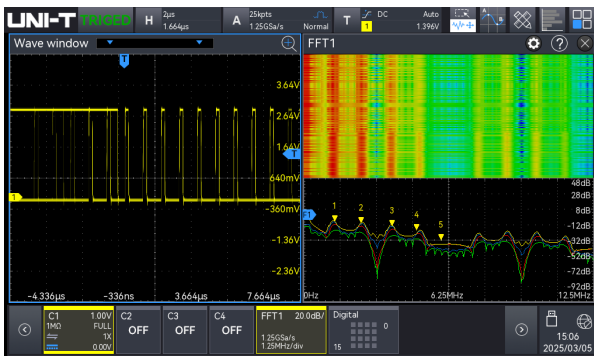 UNI-T TRIGED H 2μs 1.664μs A 25kpts 1.25GSa/s Normal T DC 1 Auto 1.396V
Wave window
FFT1
T
3.64V
2.64V
1.64V
T
640mV
1
-360mV
-1.36V
-2.36V
-4.336μs -336ns 3.664μs 7.664μs
48dB
28dB
8dB
-12dB
-32dB
-52dB
-72dB
-92dB
1 2 3 4 5
0Hz 6.25MHz 12.5MHz
C1 1.00V
1MΩ FULL
1X
0.00V
C2
OFF
C3
OFF
C4
OFF
FFT1 20.0dB/
1.25GSa/s
1.25MHz/div
Digital
0
15
15:06
2025/03/05